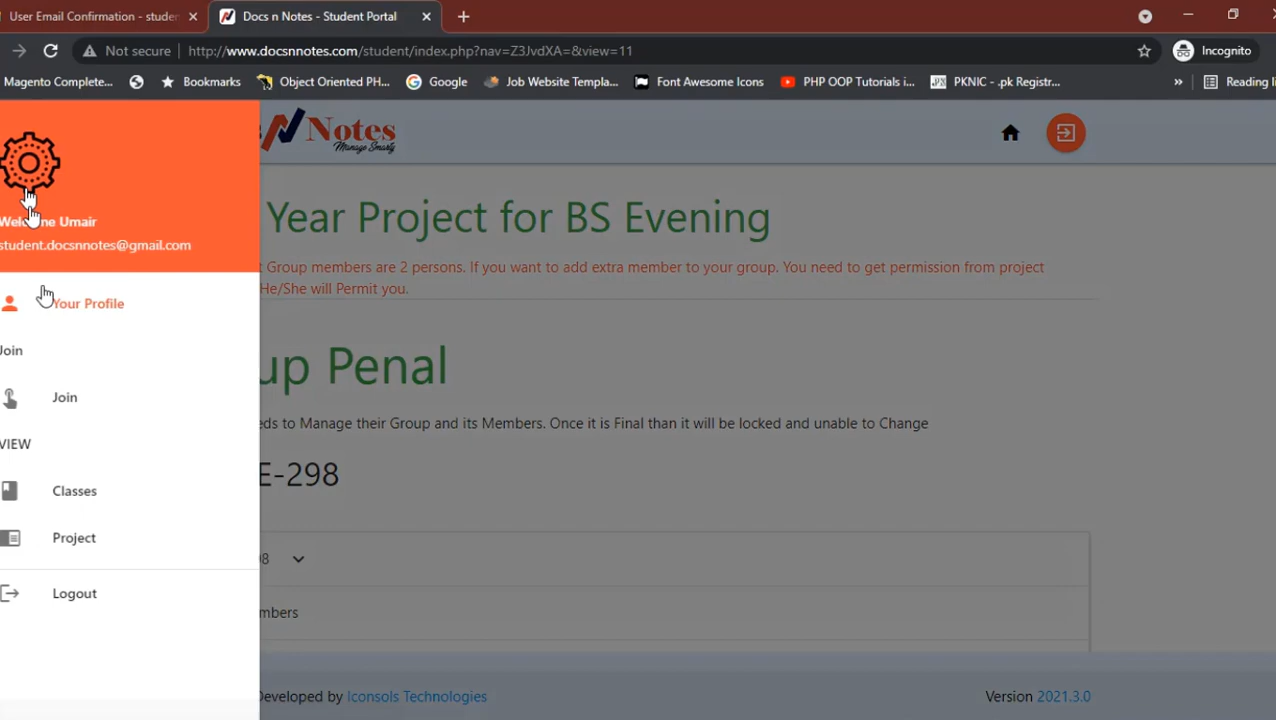 User Email Confirmation - studer
Docs n Notes - Student Portal
Not secure
http://www.docsnnotes.com/student/index.php?nav=Z3JvdXA=&view=11
Incognito
Magento Complete...
Bookmarks
Object Oriented PH...
Google
Job Website Templa...
Font Awesome Icons
PHP OOP Tutorials i...
PKNIC - .pk Registr...
»
Reading li
Notes
Manage Smartly
Welcome Umair
student.docsnnotes@gmail.com
Your Profile
Join
Join
VIEW
Classes
Project
Logout
Year Project for BS Evening
t Group members are 2 persons. If you want to add extra member to your group. You need to get permission from project
He/She will Permit you.
up Penal
eds to Manage their Group and its Members. Once it is Final than it will be locked and unable to Change
E-298
98
mbers
Developed by Iconsols Technologies
Version 2021.3.0